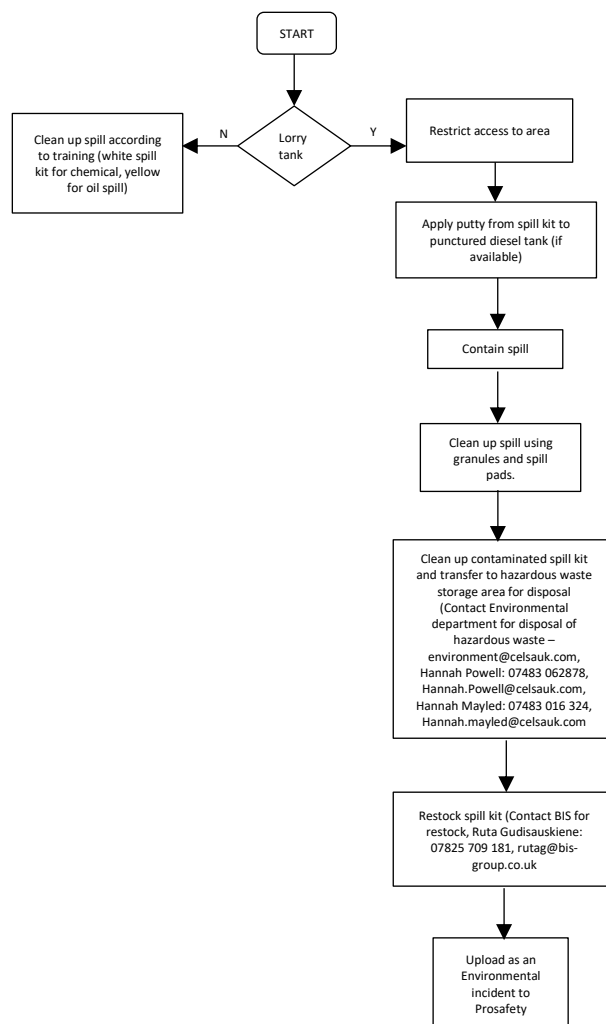 START
Lorry
tank
N
Y
Clean up spill according
to training (white spill
kit for chemical, yellow
for oil spill)
Restrict access to area
Apply putty from spill kit to
punctured diesel tank (if
available)
Contain spill
Clean up spill using
granules and spill
pads.
Clean up contaminated spill kit
and transfer to hazardous waste
storage area for disposal
(Contact Environmental
department for disposal of
hazardous waste –
environment@celsauk.com,
Hannah Powell: 07483 062878,
Hannah.Powell@celsauk.com,
Hannah Mayled: 07483 016 324,
Hannah.mayled@celsauk.com
Restock spill kit (Contact BIS for
restock, Ruta Gudisauskiene:
07825 709 181, rutag@bis-
group.co.uk
Upload as an
Environmental
incident to
Prosafety